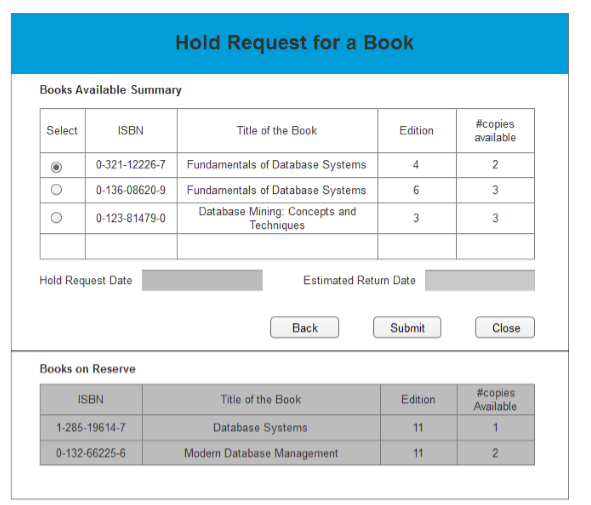 Hold Request for a Book
Books Available Summary
Select ISBN Title of the Book Edition #copies available
0-321-12226-7 Fundamentals of Database Systems 4 2
0-136-08620-9 Fundamentals of Database Systems 6 3
0-123-81479-0 Database Mining: Concepts and Techniques 3 3
Hold Request Date Estimated Return Date
Back Submit Close
Books on Reserve
ISBN Title of the Book Edition #copies Available
1-285-19614-7 Database Systems 11 1
0-132-66225-6 Modern Database Management 11 2